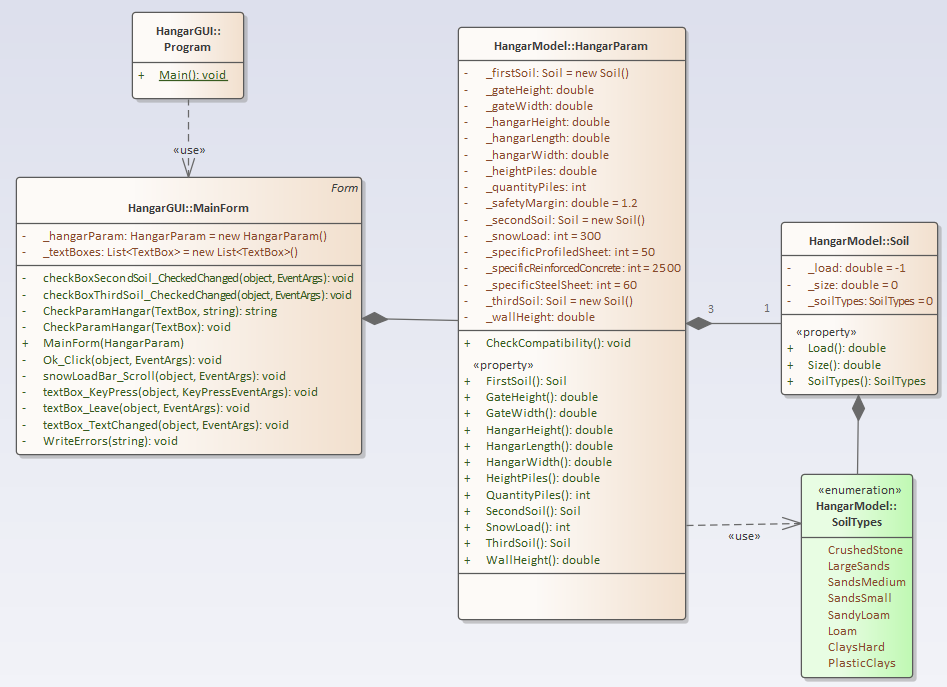 HangarGUI::
Program
+ Main(): void
«use»
Form
HangarGUI::MainForm
- _hangarParam: HangarParam = new HangarParam()
- _textBoxes: List<TextBox> = new List<TextBox>()
- checkBoxSecondSoil_CheckedChanged(object, EventArgs): void
- checkBoxThirdSoil_CheckedChanged(object, EventArgs): void
- CheckParamHangar(TextBox, string): string
- CheckParamHangar(TextBox): void
+ MainForm(HangarParam)
- Ok_Click(object, EventArgs): void
- snowLoadBar_Scroll(object, EventArgs): void
- textBox_KeyPress(object, KeyPressEventArgs): void
- textBox_Leave(object, EventArgs): void
- textBox_TextChanged(object, EventArgs): void
- WriteErrors(string): void
HangarModel::HangarParam
- _firstSoil: Soil = new Soil()
- _gateHeight: double
- _gateWidth: double
- _hangarHeight: double
- _hangarLength: double
- _hangarWidth: double
- _heightPiles: double
- _quantityPiles: int
- _safetyMargin: double = 1.2
- _secondSoil: Soil = new Soil()
- _snowLoad: int = 300
- _specificProfiledSheet: int = 50
- _specificReinforcedConcrete: int = 2500
- _specificSteelSheet: int = 60
- _thirdSoil: Soil = new Soil()
- _wallHeight: double
+ CheckCompatibility(): void
«property»
+ FirstSoil(): Soil
+ GateHeight(): double
+ GateWidth(): double
+ HangarHeight(): double
+ HangarLength(): double
+ HangarWidth(): double
+ HeightPiles(): double
+ QuantityPiles(): int
+ SecondSoil(): Soil
+ SnowLoad(): int
+ ThirdSoil(): Soil
+ WallHeight(): double
3 1
HangarModel::Soil
- _load: double = -1
- _size: double = 0
- _soilTypes: SoilTypes = 0
«property»
+ Load(): double
+ Size(): double
+ SoilTypes(): SoilTypes
«use»
«enumeration»
HangarModel::
SoilTypes
CrushedStone
LargeSands
SandsMedium
SandsSmall
SandyLoam
Loam
ClaysHard
PlasticClays